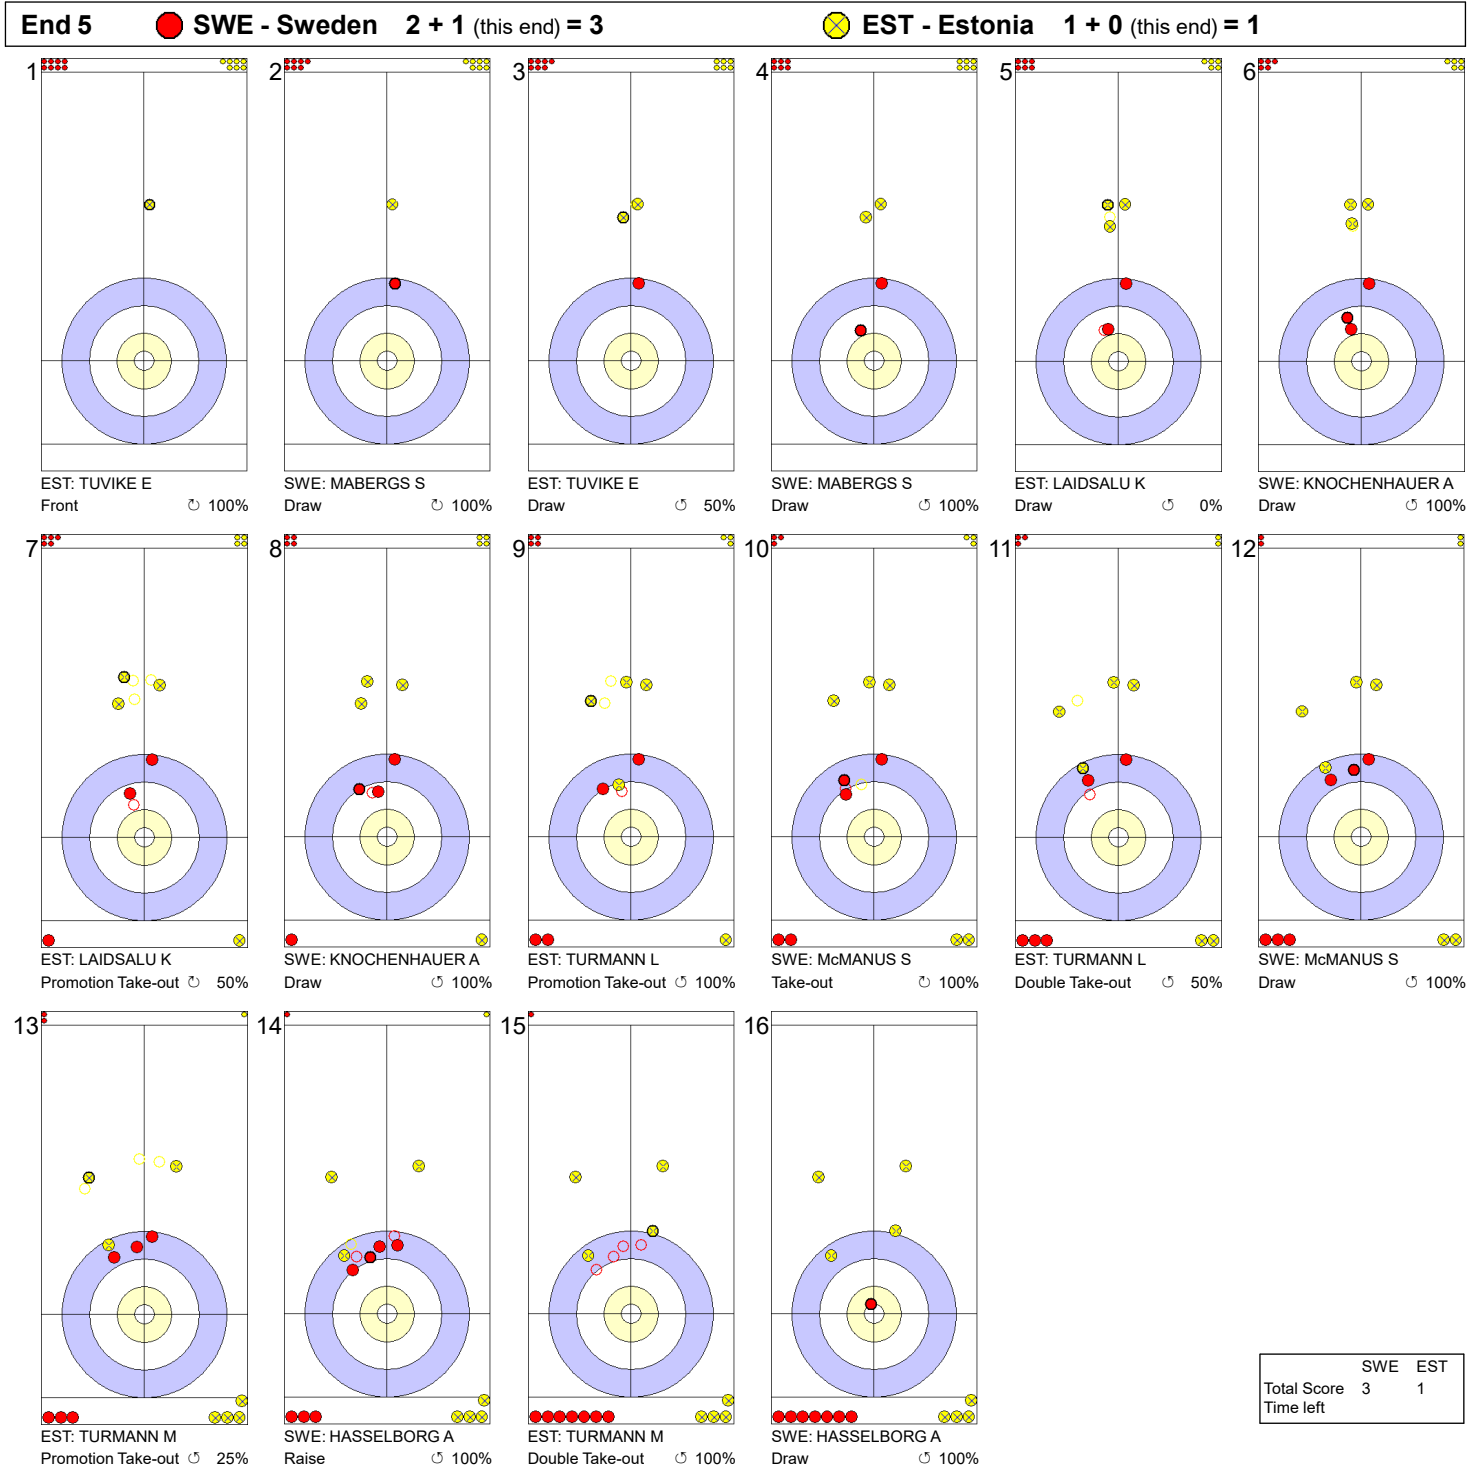 End 5 SWE - Sweden 2 + 1 (this end) = 3 EST - Estonia 1 + 0 (this end) = 1
1 2 3 4 5 6
EST: TUVIKE E SWE: MABERGS S EST: TUVIKE E SWE: MABERGS S EST: LAIDSALU K SWE: KNOCHENHAUER A
Front ↻ 100% Draw ↻ 100% Draw ↺ 50% Draw ↺ 100% Draw ↺ 0% Draw ↺ 100%
7 8 9 10 11 12
EST: LAIDSALU K SWE: KNOCHENHAUER A EST: TURMANN L SWE: McMANUS S EST: TURMANN L SWE: McMANUS S
Promotion Take-out ↻ 50% Draw ↺ 100% Promotion Take-out ↺ 100% Take-out ↺ 100% Double Take-out ↺ 50% Draw ↺ 100%
13 14 15 16
EST: TURMANN M SWE: HASSELBORG A EST: TURMANN M SWE: HASSELBORG A
Promotion Take-out ↺ 25% Raise ↺ 100% Double Take-out ↺ 100% Draw ↺ 100%
SWE EST
Total Score 3 1
Time left